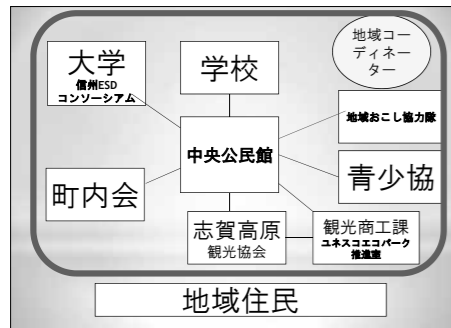 大学
信州ESD
コンソーシアム
学校
地域コー
ディネー
ター
地域おこし協力隊
中央公民館
青少協
町内会
志賀高原
観光協会
観光商工課
ユネスコエコパーク
推進室
地域住民